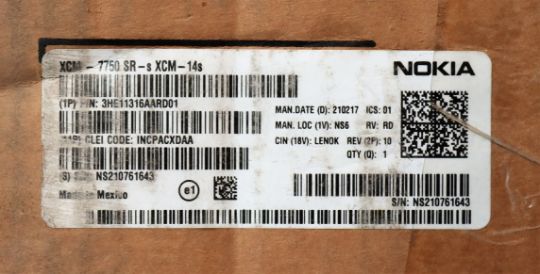 XCM - 7750 SR-s XCM-14s
NOKIA
(1P) P/N: 3HE11316AARD01
MAN.DATE (D): 210217 ICS: 01
MAN. LOC (1V): NS6 RV: RD
CLEI CODE: INCPACXDAA
CIN (18V): LENOK REV (2P): 10
QTY (Q): 1
(S) S/N: NS210761643
Made in Mexico
e1
S/N: NS210761643